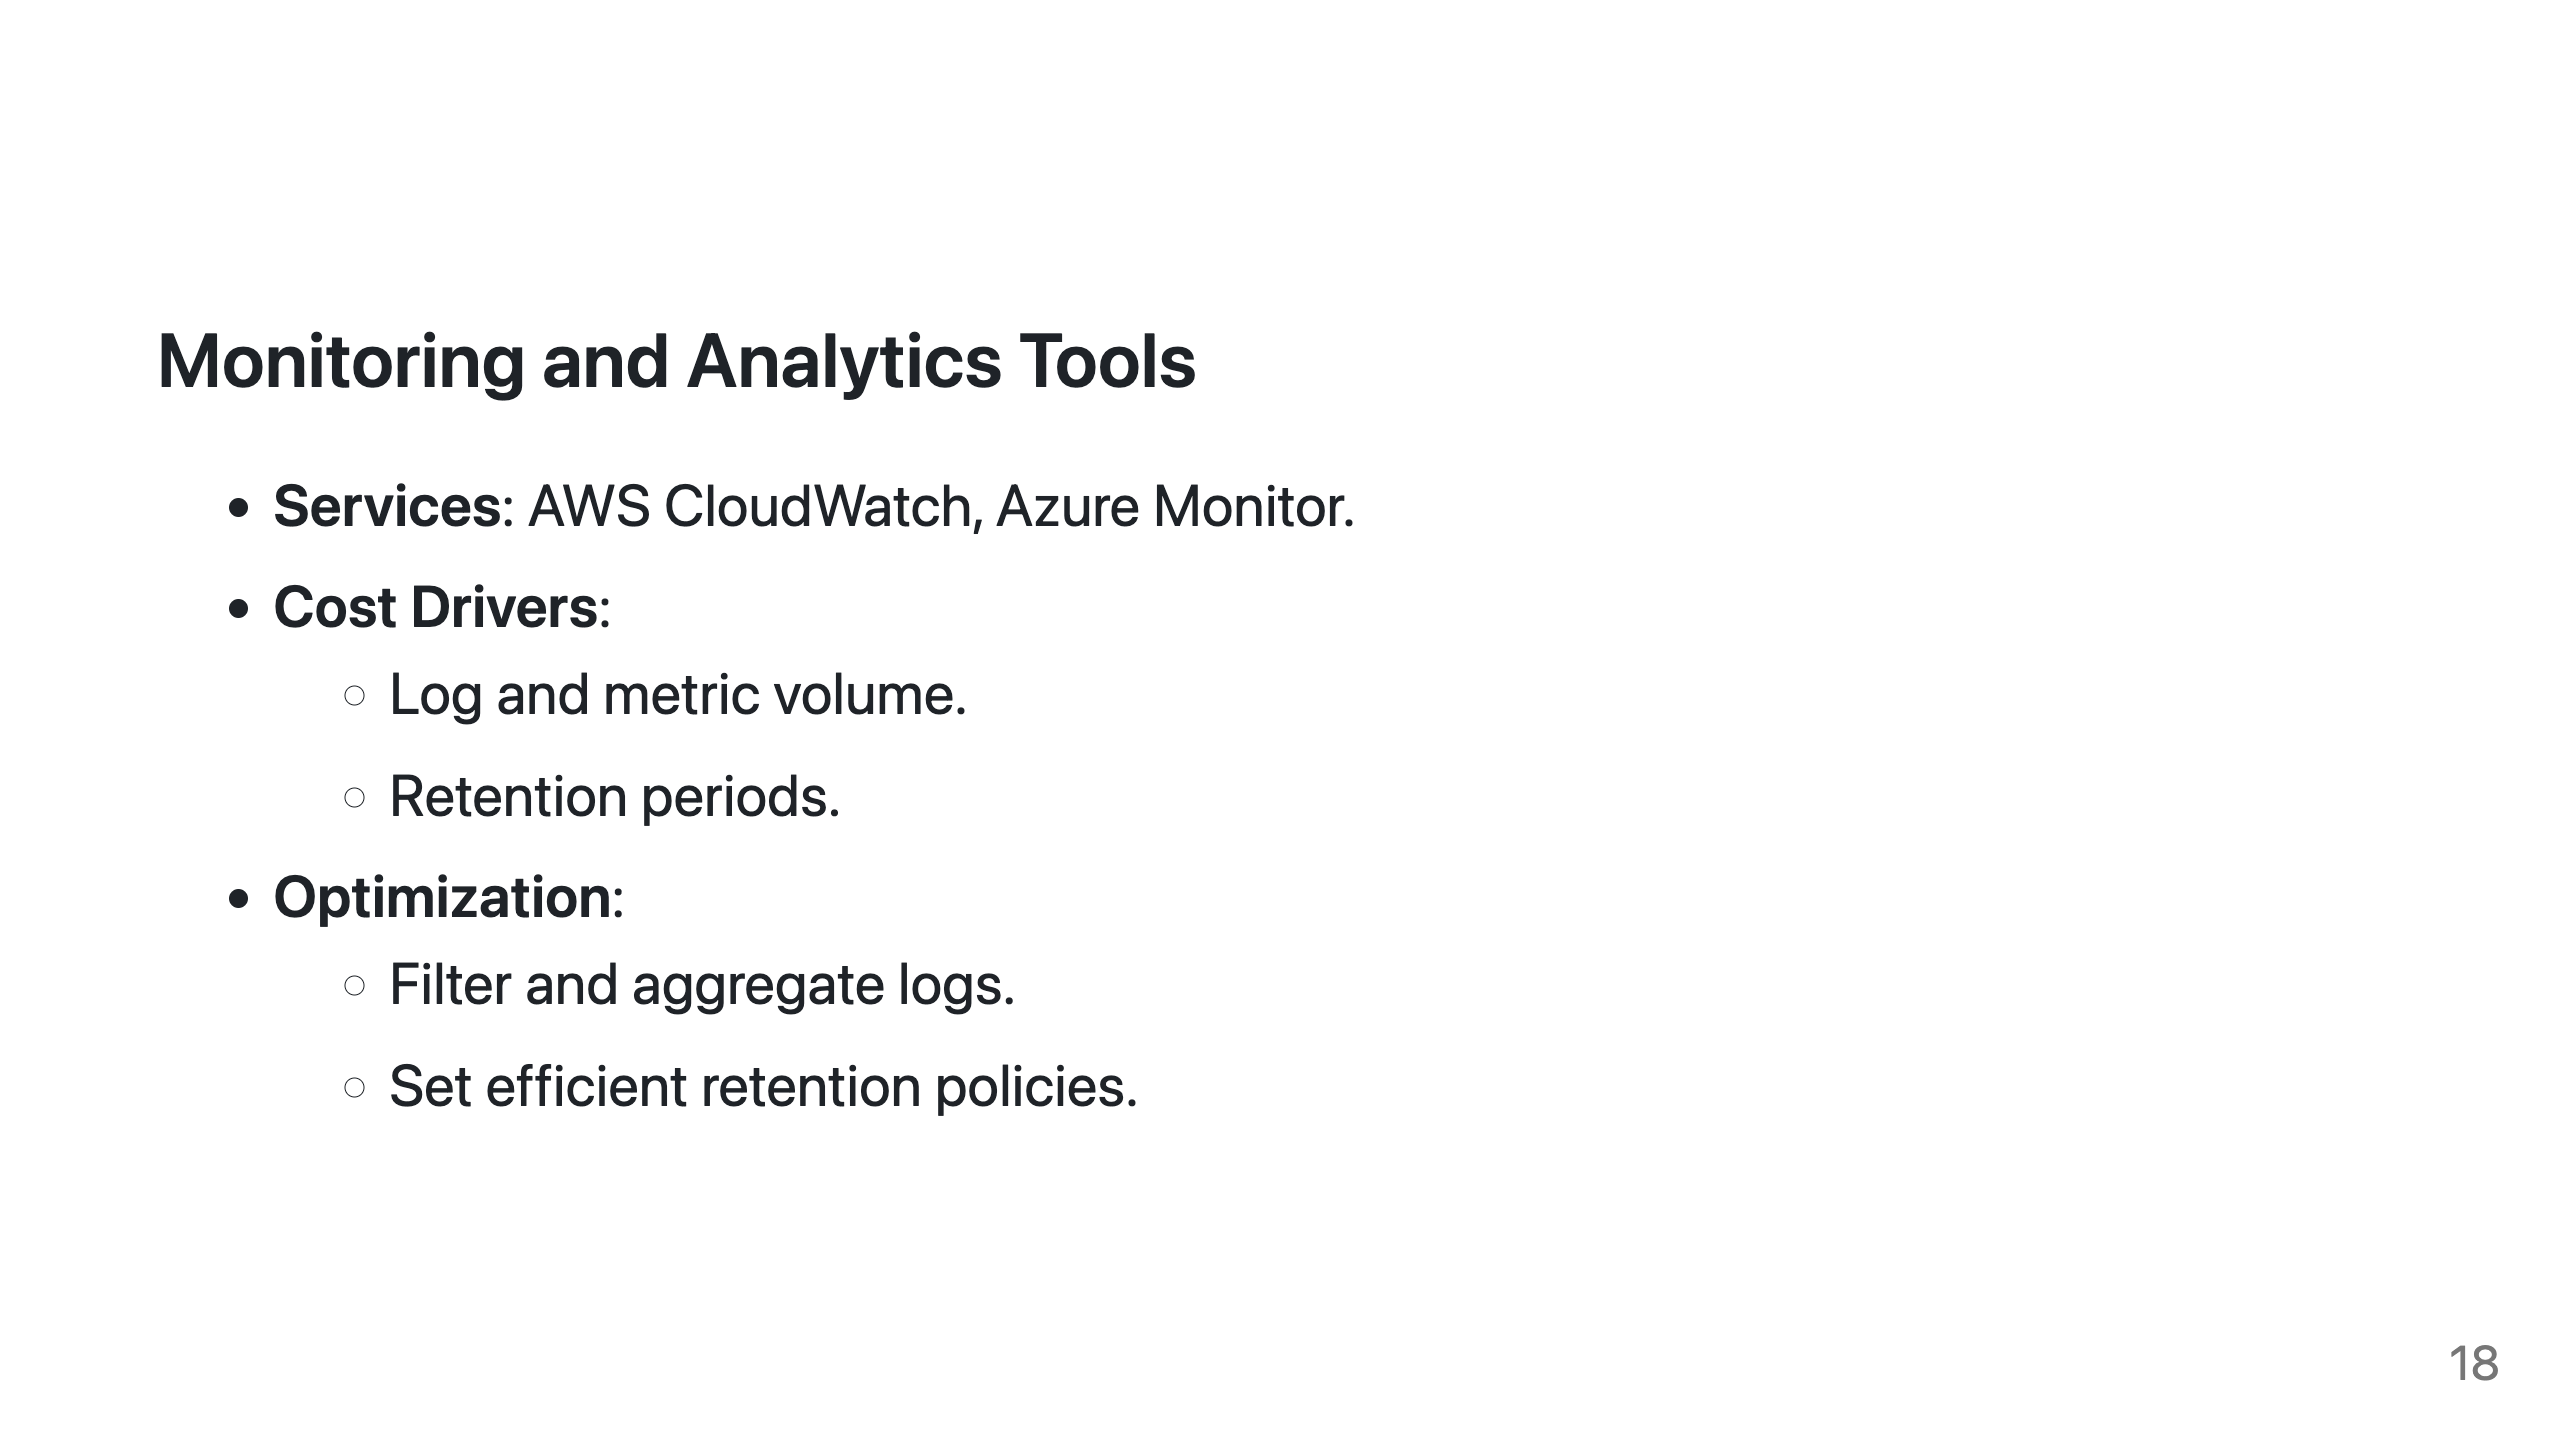 Monitoring and Analytics Tools
• Services: AWS CloudWatch, Azure Monitor.
• Cost Drivers:
○ Log and metric volume.
○ Retention periods.
• Optimization:
○ Filter and aggregate logs.
○ Set efficient retention policies.
18